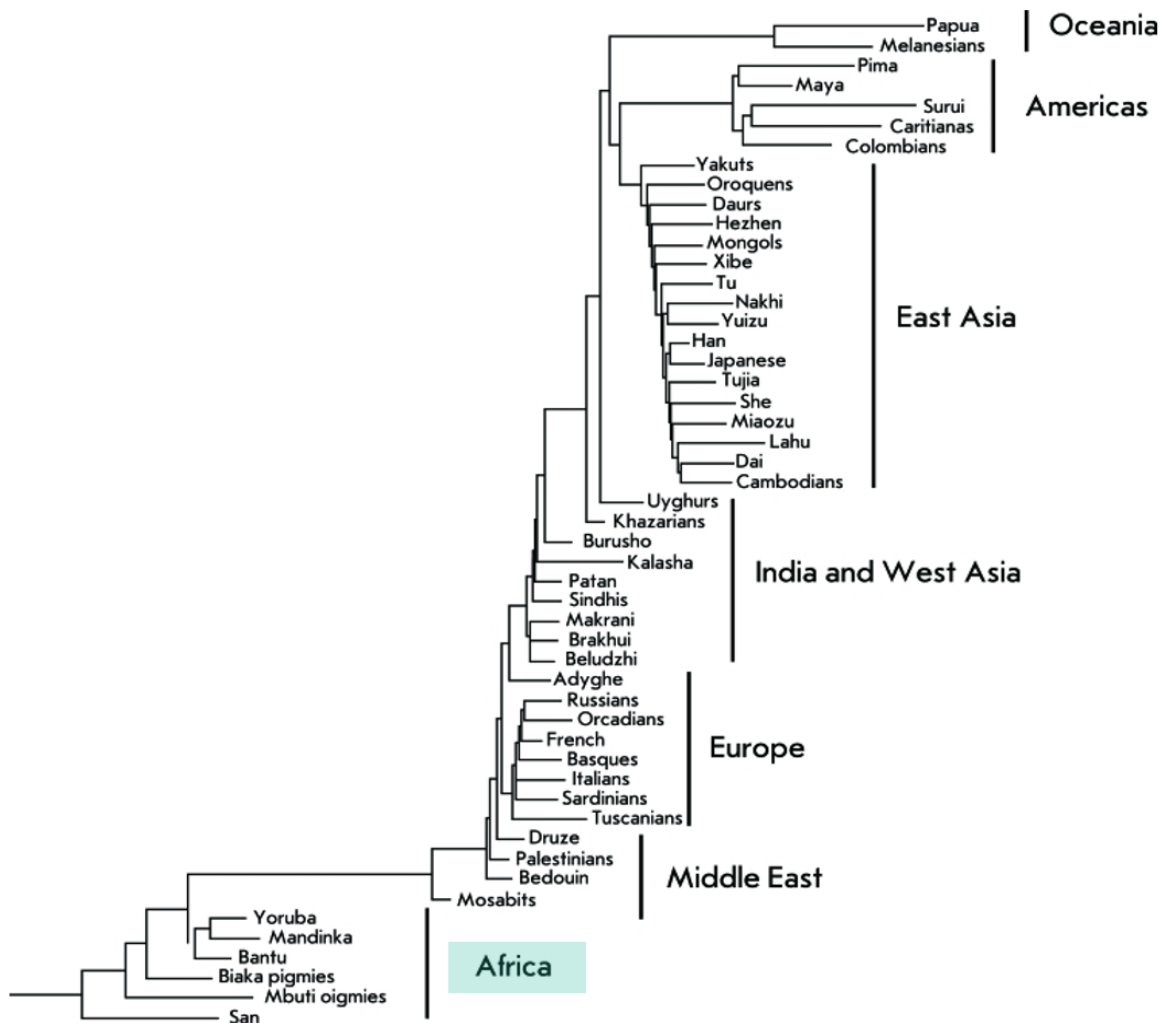 Papua
Oceania
Melanesians
Pima
Maya
Americas
Surui
Caritianas
Colombians
Yakuts
Oroquens
Daurs
Hezhen
Mongols
Xibe
Tu
Nakhi
East Asia
Yuizu
Han
Japanese
Tujia
She
Miaozu
Lahu
Dai
Cambodians
Uyghurs
Khazarians
Burusho
Kalasha
India and West Asia
Patan
Sindhis
Makrani
Brakhui
Beludzhi
Adyghe
Russians
Orcadians
French
Europe
Basques
Italians
Sardinians
Tuscanians
Druze
Palestinians
Bedouin
Middle East
Mosabits
Yoruba
Mandinka
Bantu
Africa
Biaka pigmies
Mbuti oigmies
San